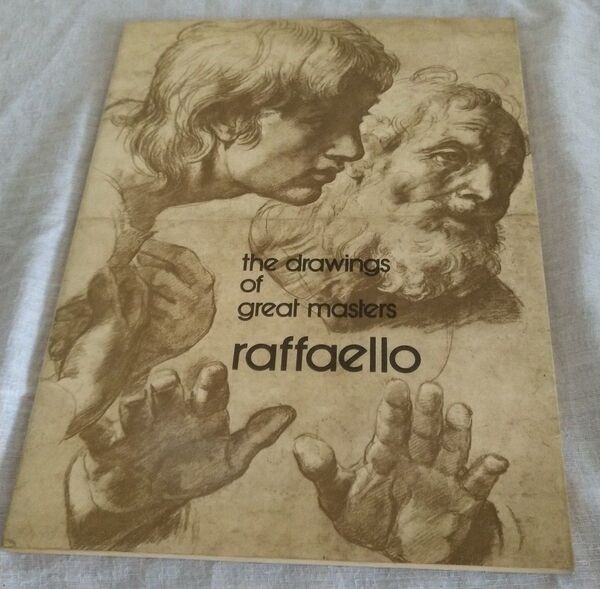 the drawings
of
great masters
raffaello